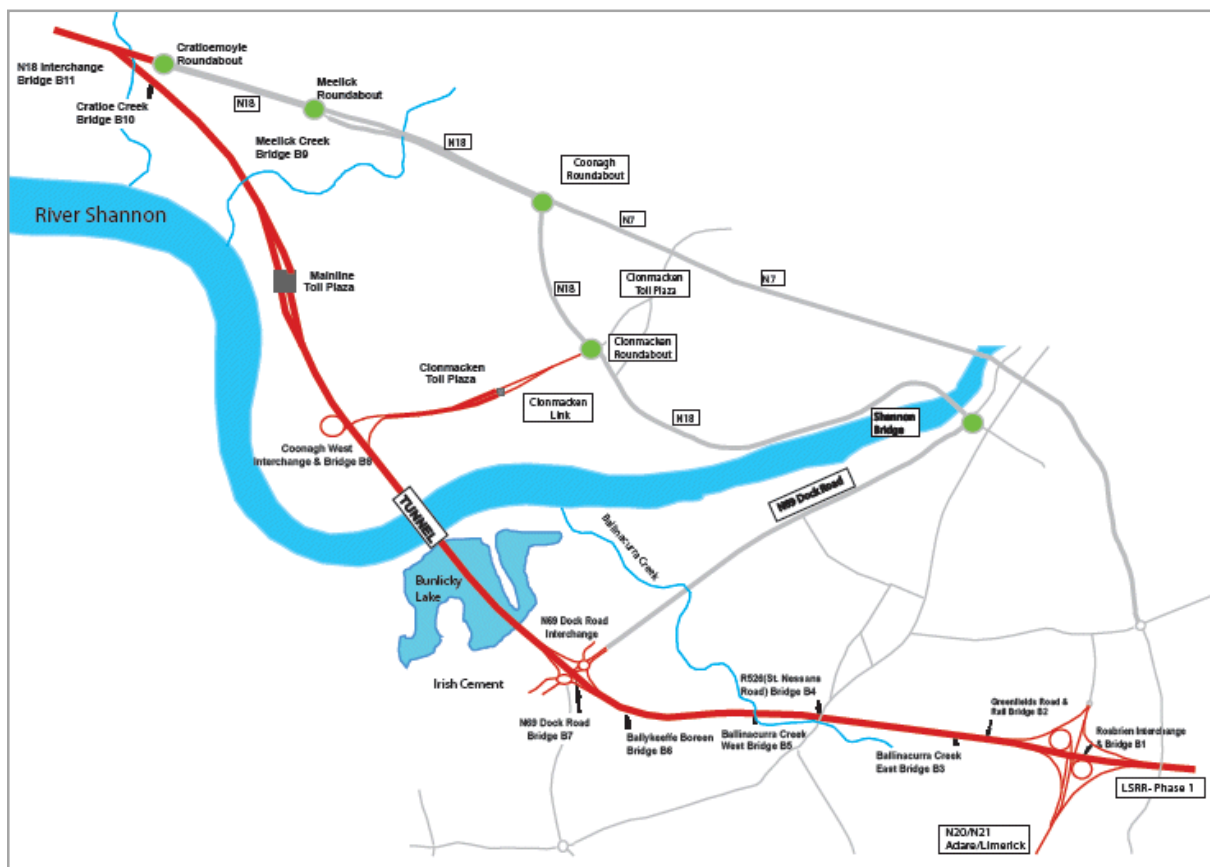 Cratloemoyle
Roundabout
N18 Interchange
Bridge B11
Meelick
Roundabout
Cratloe Creek
Bridge B10
N18
Meelick Creek
Bridge B9
N18
Coonagh
Roundabout
River Shannon
N7
Mainline
Toll Plaza
Clonmacken
Toll Plaza
N7
N18
Clonmacken
Roundabout
Clonmacken
Toll Plaza
Clonmacken
Link
N18
Shannon
Bridge
Coonagh West
Interchange & Bridge B8
TUNNEL
N69 Dock Road
Ballinacurra Creek
Bunlicky
Lake
N69 Dock Road
Interchange
Irish Cement
R526(St. Nessans
Road) Bridge B4
Greenfields Road &
Rail Bridge B2
Rosbrien Interchange
& Bridge B1
N69 Dock Road
Bridge B7
Ballykeeffe Boreen
Bridge B6
Ballinacurra Creek
West Bridge B5
Ballinacurra Creek
East Bridge B3
LSRR- Phase 1
N20/N21
Adare/Limerick